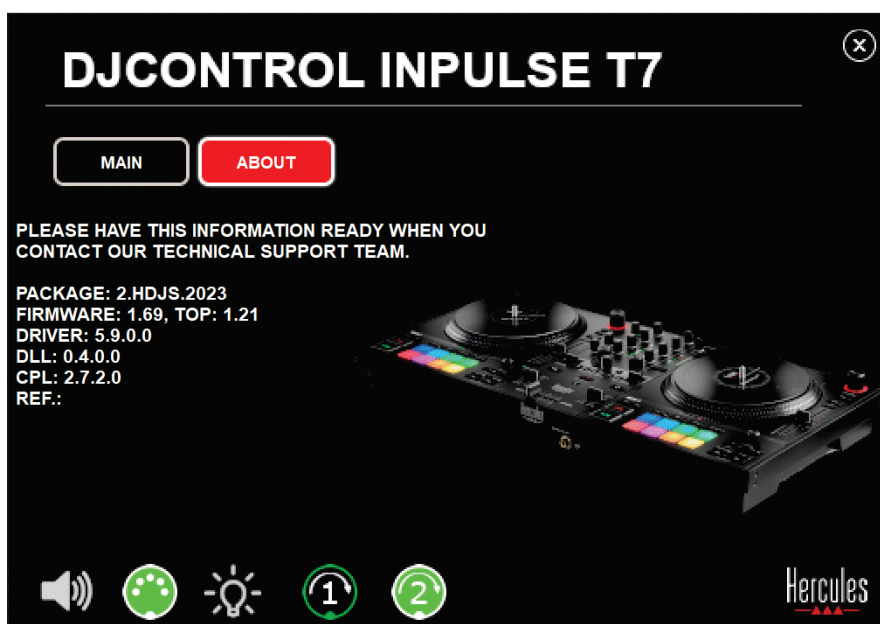 DJCONTROL INPULSE T7
MAIN
ABOUT
PLEASE HAVE THIS INFORMATION READY WHEN YOU
CONTACT OUR TECHNICAL SUPPORT TEAM.
PACKAGE: 2.HDJS.2023
FIRMWARE: 1.69, TOP: 1.21
DRIVER: 5.9.0.0
DLL: 0.4.0.0
CPL: 2.7.2.0
REF.:
1
2
Hercules